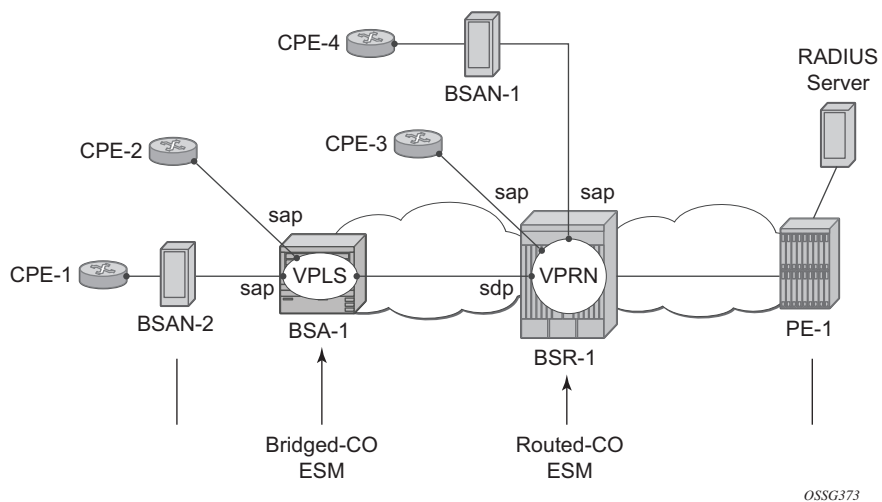 CPE-4
BSAN-1
RADIUS
Server
CPE-2
CPE-3
sap
sap
sap
CPE-1
BSAN-2
sap
VPLS
BSA-1
sdp
VPRN
BSR-1
PE-1
Bridged-CO
ESM
Routed-CO
ESM
OSSG373